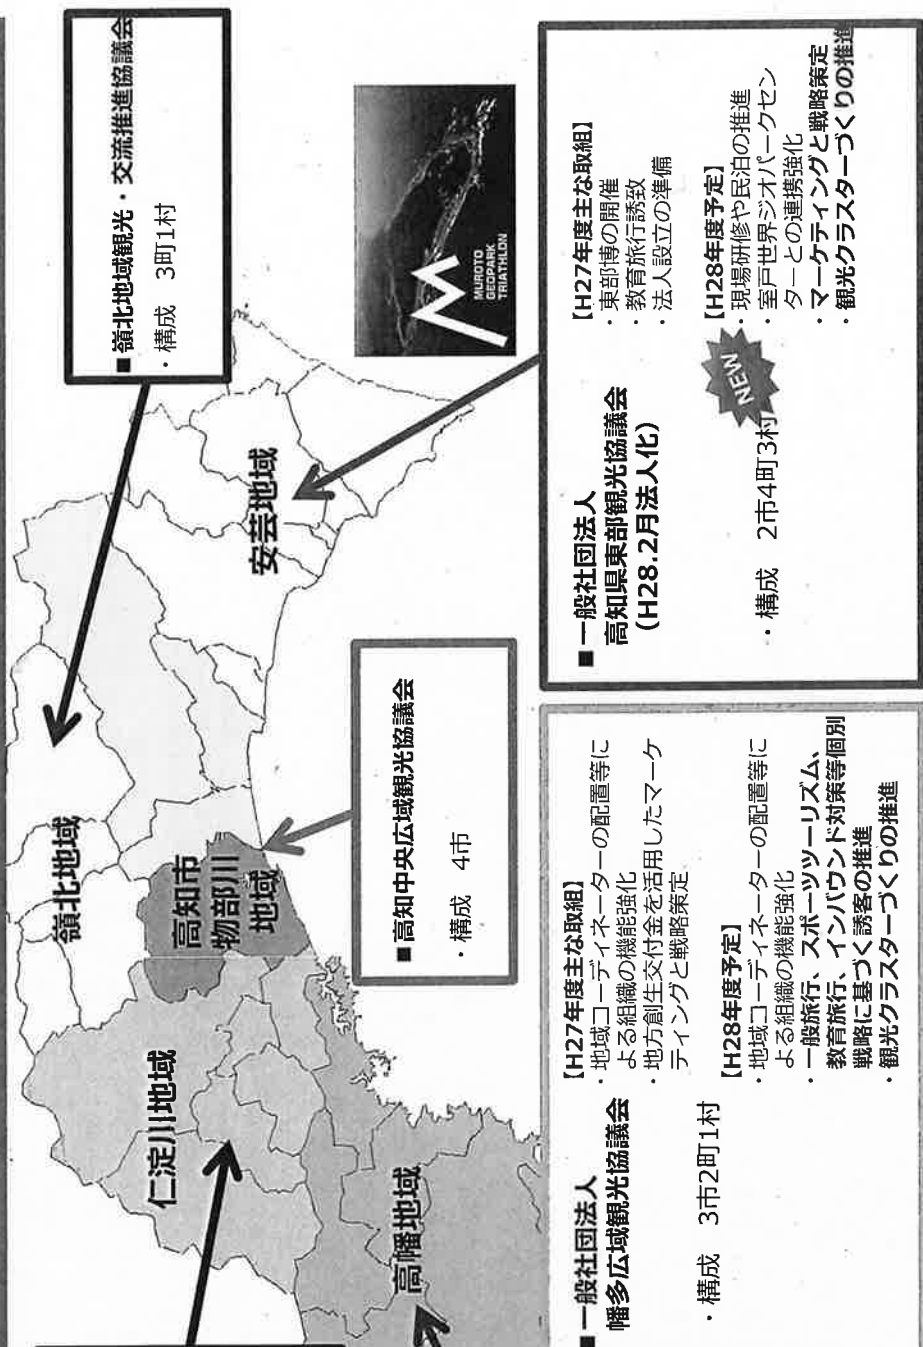 ■嶺北地域観光・交流推進協議会
・構成　3町1村
嶺北地域
安芸地域
高知市
物部川
地域
仁淀川地域
高幡地域
MUROTO
GEOPARK
TRIATHLON
■高知中央広域観光協議会
・構成　4市
■一般社団法人
高知県東部観光協議会
(H28.2月法人化)
・構成　2市4町3村
【H27年度主な取組】
・東部博の開催
・教育旅行誘致
・法人設立の準備
NEW
【H28年度予定】
・現場研修や民泊の推進
・室戸世界ジオパークセン
ターとの連携強化
・マーケティングと戦略策定
・観光クラスターづくりの推進
■一般社団法人
幡多広域観光協議会
・構成　3市2町1村
【H27年度主な取組】
・地域コーディネーターの配置等に
よる組織の機能強化
・地方創生交付金を活用したマーケ
ティングと戦略策定
【H28年度予定】
・地域コーディネーターの配置等に
よる組織の機能強化
・一般旅行、スポーツツーリズム、
教育旅行、インバウンド対策等個別
戦略に基づく誘客の推進
・観光クラスターづくりの推進